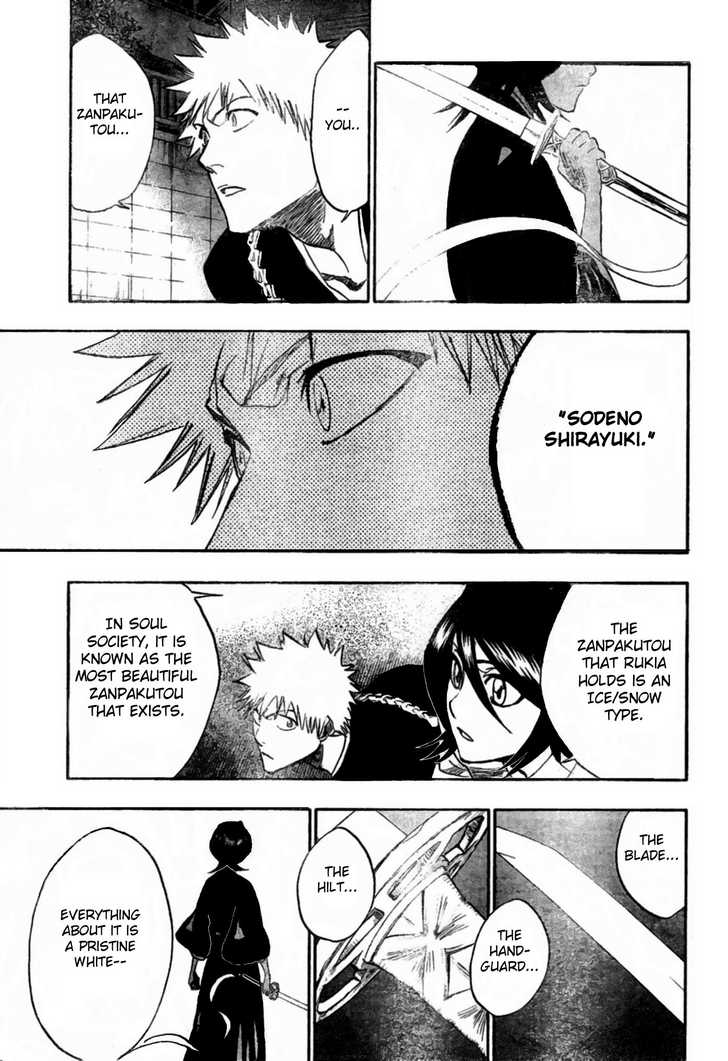 --
YOU..
THAT
ZANPAKU-
TOU...
"SODENO
SHIRAYUKI."
THE
ZANPAKUTOU
THAT RUKIA
HOLDS IS AN
ICE/SNOW
TYPE.
IN SOUL
SOCIETY, IT IS
KNOWN AS THE
MOST BEAUTIFUL
ZANPAKUTOU
THAT EXISTS.
THE
BLADE...
THE
HAND-
GUARD...
THE
HILT...
EVERYTHING
ABOUT IT IS
A PRISTINE
WHITE--